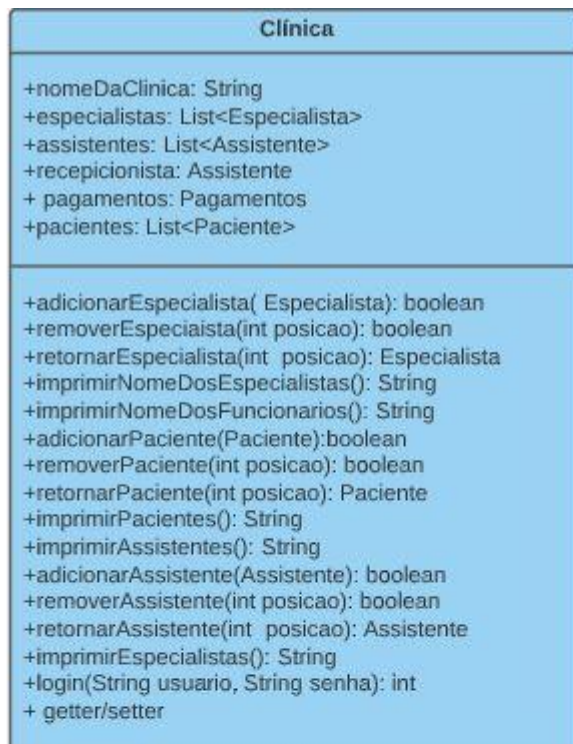 Clínica
+nomeDaClinica: String
+especialistas: List<Especialista>
+assistentes: List<Assistente>
+recepicionista: Assistente
+ pagamentos: Pagamentos
+pacientes: List<Paciente>
+adicionarEspecialista( Especialista): boolean
+removerEspeciaista(int posicao): boolean
+retornarEspecialista(int posicao): Especialista
+imprimirNomeDosEspecialistas(): String
+imprimirNomeDosFuncionarios(): String
+adicionarPaciente(Paciente):boolean
+removerPaciente(int posicao): boolean
+retornarPaciente(int posicao): Paciente
+imprimirPacientes(): String
+imprimirAssistentes(): String
+adicionarAssistente(Assistente): boolean
+removerAssistente(int posicao): boolean
+retornarAssistente(int posicao): Assistente
+imprimirEspecialistas(): String
+login(String usuario, String senha): int
+ getter/setter